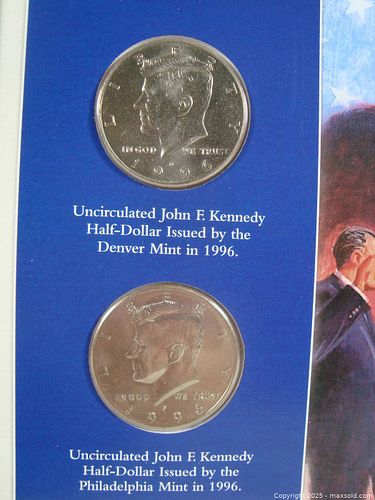 LIBERTY
IN GOD WE TRUST
1996
Uncirculated John F. Kennedy
Half-Dollar Issued by the
Denver Mint in 1996.
LIBERTY
IN GOD WE TRUST
P
1995
Uncirculated John F. Kennedy
Half-Dollar Issued by the
Philadelphia Mint in 1996.
Copyright 2025 - maxsold.com